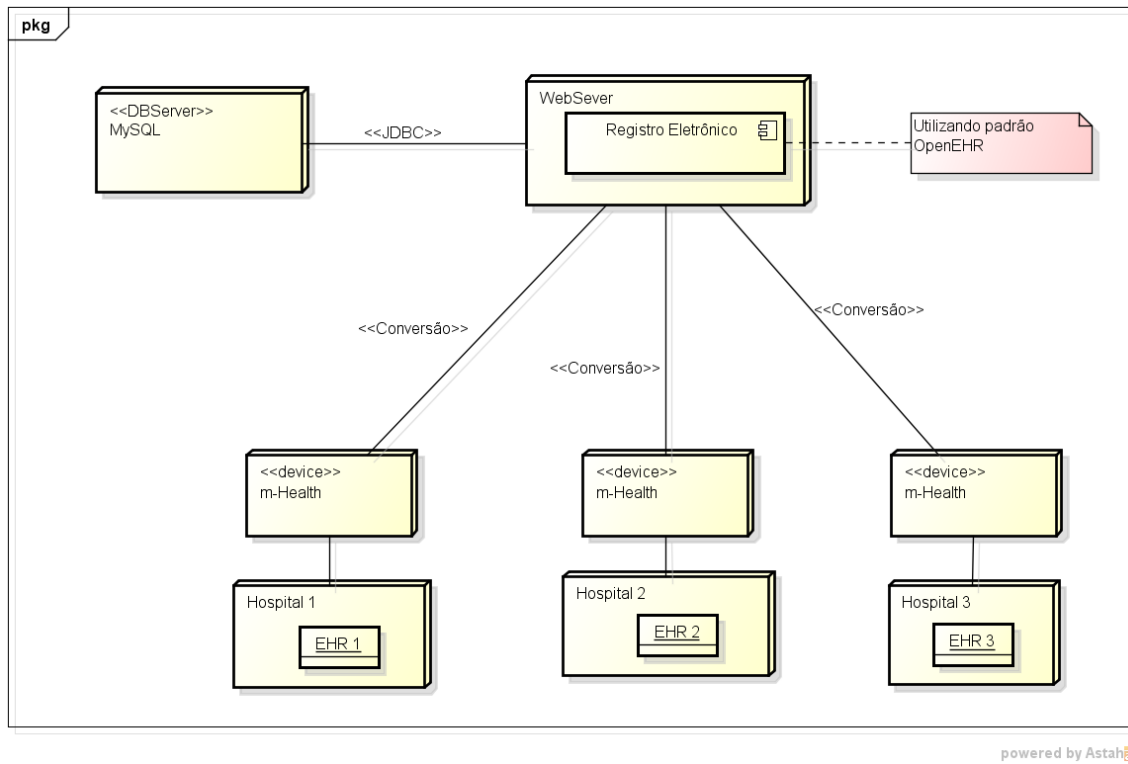 pkg
<<DBServer>>
MySQL
<<JDBC>>
WebSever
Registro Eletrônico
Utilizando padrão
OpenEHR
<<Conversão>>
<<Conversão>>
<<Conversão>>
<<device>>
m-Health
<<device>>
m-Health
<<device>>
m-Health
Hospital 1
EHR 1
Hospital 2
EHR 2
Hospital 3
EHR 3
powered by Astah